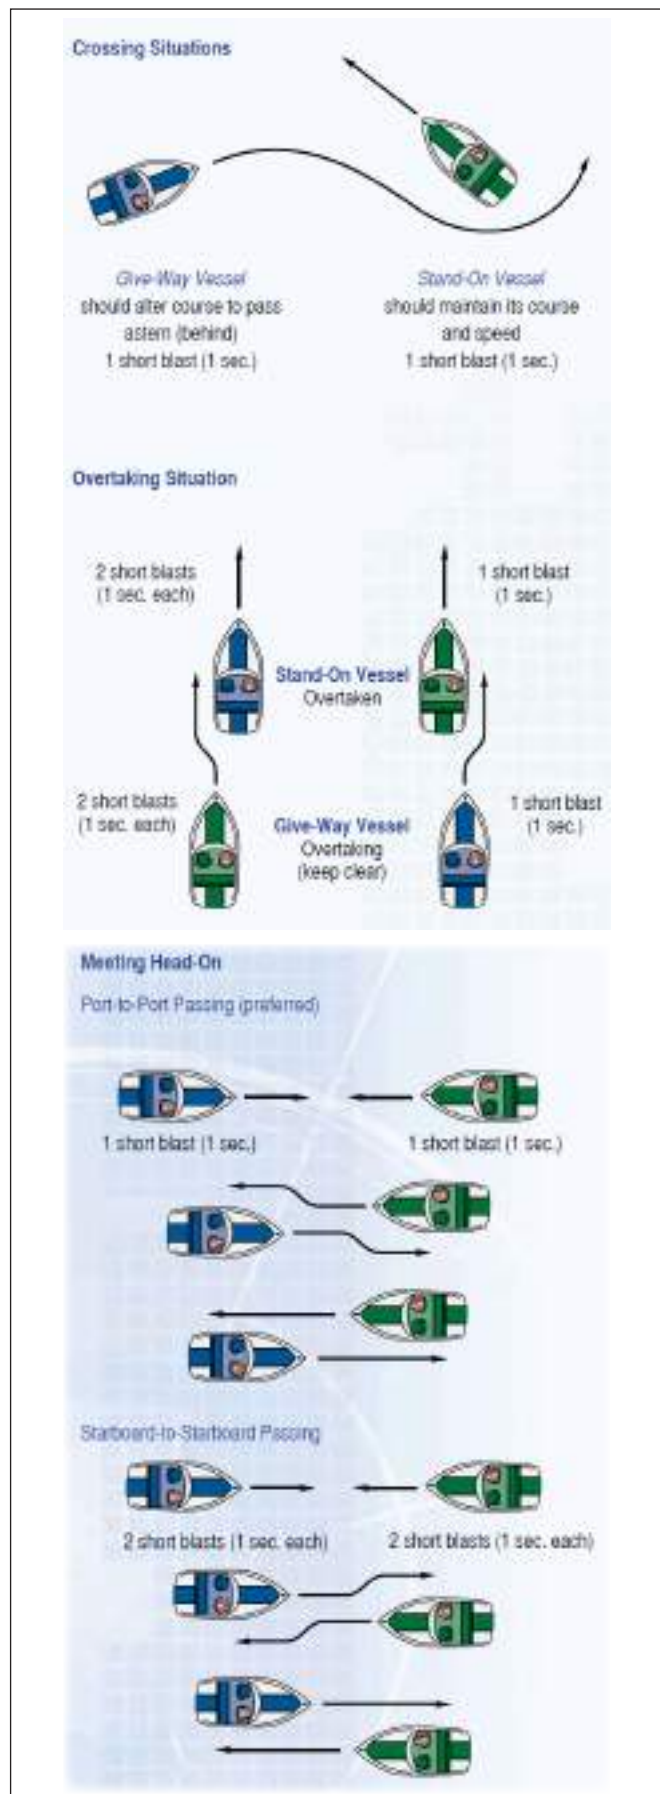 Crossing Situations
Give-Way Vessel
should alter course to pass
astern (behind)
1 short blast (1 sec.)
Stand-On Vessel
should maintain its course
and speed
1 short blast (1 sec.)
Overtaking Situation
2 short blasts
(1 sec. each)
1 short blast
(1 sec.)
Stand-On Vessel
Overtaken
2 short blasts
(1 sec. each)
Give-Way Vessel
Overtaking
(keep clear)
1 short blast
(1 sec.)
Meeting Head-On
Port-to-Port Passing (preferred)
1 short blast (1 sec.)
1 short blast (1 sec.)
Starboard-to-Starboard Passing
2 short blasts (1 sec. each)
2 short blasts (1 sec. each)